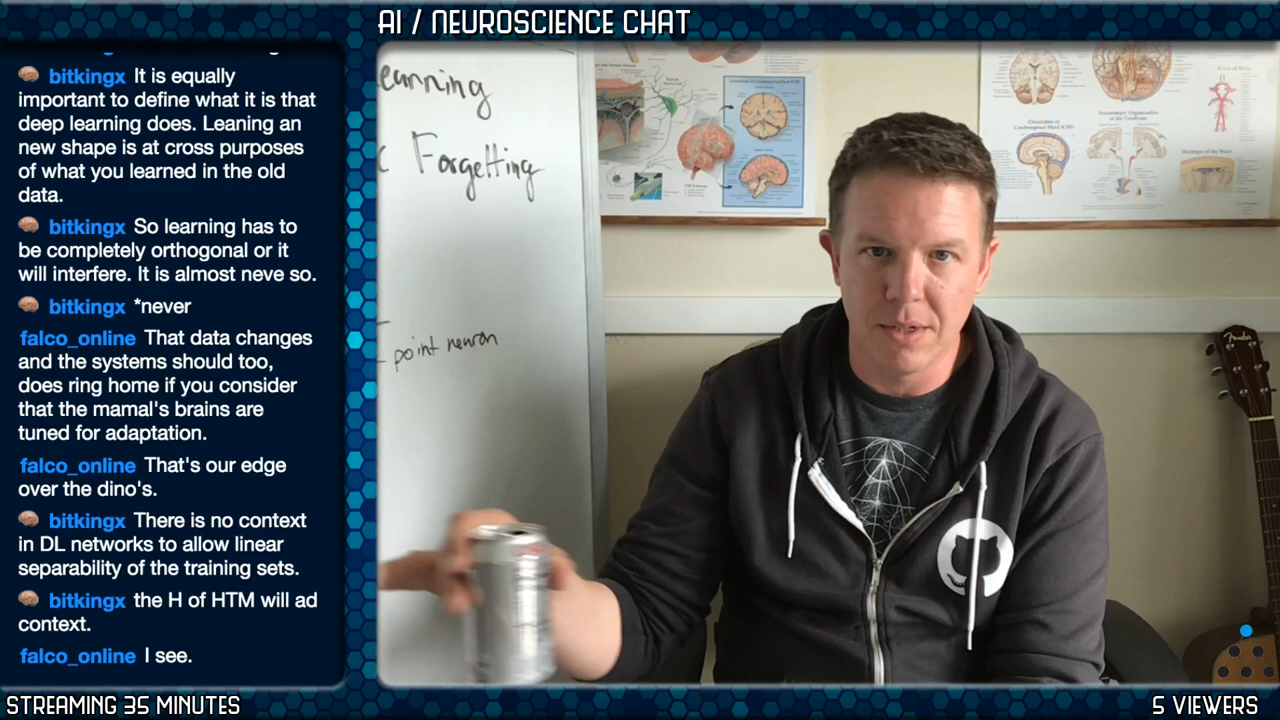 AI / NEUROSCIENCE CHAT
bitkingx It is equally
important to define what it is that
deep learning does. Leaning an
new shape is at cross purposes
of what you learned in the old
data.
bitkingx So learning has to
be completely orthogonal or it
will interfere. It is almost neve so.
bitkingx *never
falco_online That data changes
and the systems should too,
does ring home if you consider
that the mamal's brains are
tuned for adaptation.
falco_online That's our edge
over the dino's.
bitkingx There is no context
in DL networks to allow linear
separability of the training sets.
bitkingx the H of HTM will ad
context.
falco_online I see.
earning
c Forgetting
point neuron
Fender
STREAMING 35 MINUTES
5 VIEWERS